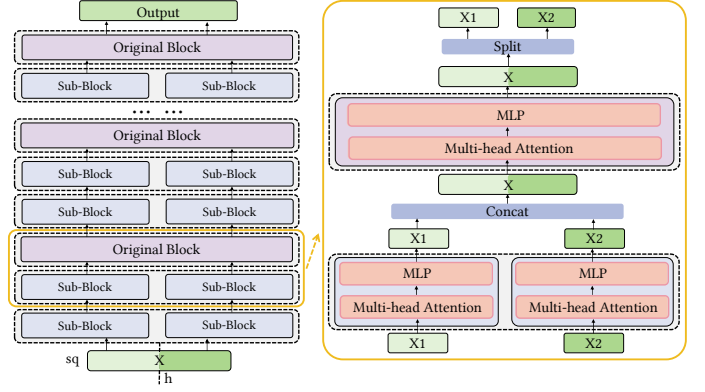 Output
Original Block
Sub-Block Sub-Block
... ...
Original Block
Sub-Block Sub-Block
Sub-Block Sub-Block
Original Block
Sub-Block Sub-Block
Sub-Block Sub-Block
sq X
h
X1 X2
Split
X
MLP
Multi-head Attention
X
Concat
X1 X2
MLP MLP
Multi-head Attention Multi-head Attention
X1 X2